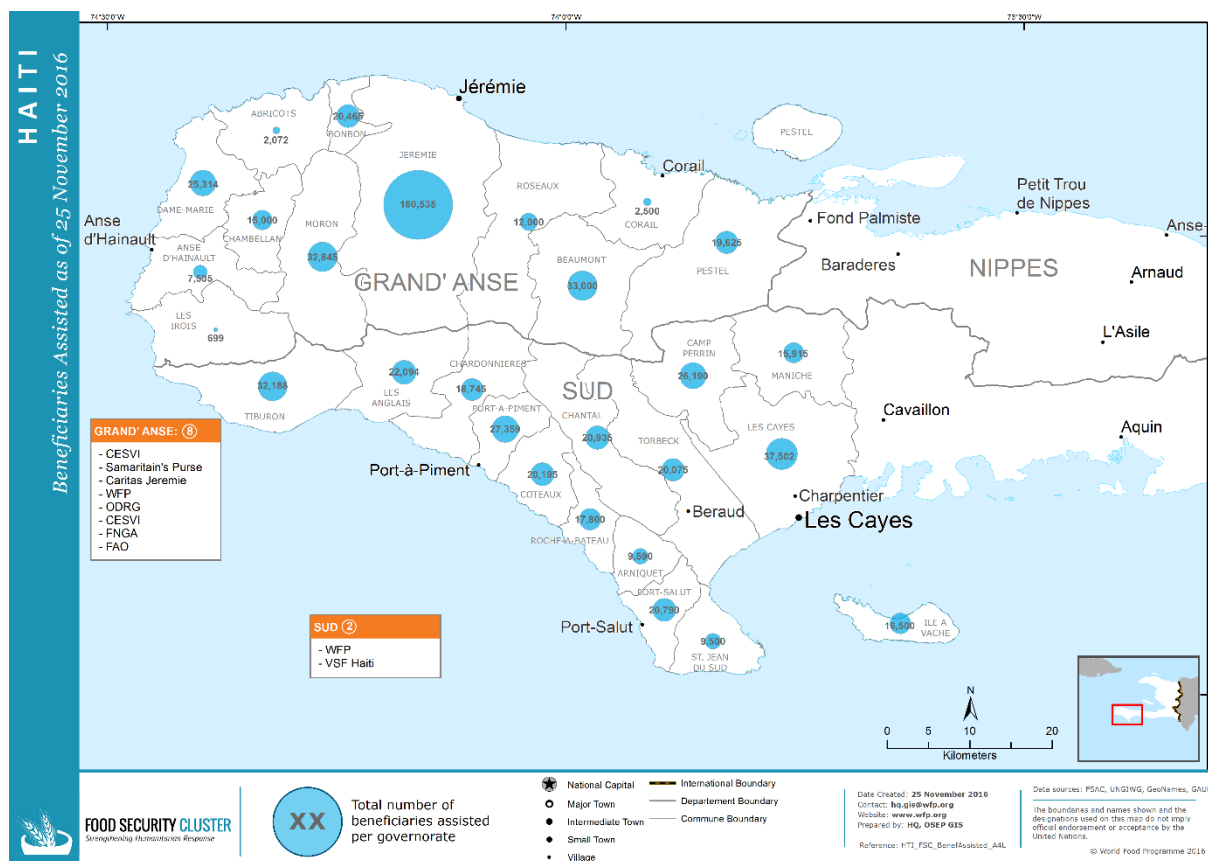 HAITI
Beneficiaries Assisted as of 25 November 2016
74°30'0"W
74°0'0"W
73°30'0"W
Jérémie
ABRICOTS
2,072
20,465
BONBON
JEREMIE
180,535
PESTEL
25,314
DAME-MARIE
15,000
CHAMBELLAN
MORON
32,845
ROSEAUX
12,000
Corail
2,500
CORAIL
19,625
PESTEL
Petit Trou
de Nippes
Fond Palmiste
Anse
d'Hainault
ANSE
D'HAINAULT
7,505
BEAUMONT
GRAND' ANSE
Baraderes
NIPPES
Anse-
Arnaud
LES
IROIS
699
L'Asile
32,188
TIBURON
22,094
LES
ANGLAIS
CHARDONNIERES
18,745
SUD
CAMP
PERRIN
26,190
15,915
MANICHE
PORT-A-PIMENT
27,359
CHANTAL
20,935
TORBECK
20,075
LES CAYES
37,502
Cavaillon
Aquin
Port-à-Piment
20,195
COTEAUX
Charpentier
Beraud
Les Cayes
17,800
ROCHE-A-BATEAU
9,590
ARNIQUET
PORT-SALUT
20,790
Port-Salut
9,500
ST. JEAN
DU SUD
16,500
ILE A
VACHE
GRAND' ANSE: 8
- CESVI
- Samaritain's Purse
- Caritas Jeremie
- WFP
- ODRG
- CESVI
- FNGA
- FAO
SUD 2
- WFP
- VSF Haiti
N
0 5 10 20
Kilometers
FOOD SECURITY CLUSTER
Strengthening Humanitarian Response
XX
Total number of
beneficiaries assisted
per governorate
National Capital
Major Town
Intermediate Town
Small Town
Village
International Boundary
Departement Boundary
Commune Boundary
Date Created: 25 November 2016
Contact: hq.gis@wfp.org
Website: www.wfp.org
Prepared by: HQ, OSEP GIS
Reference: HTI_FSC_BenefAssisted_A4L
Data sources: FSAC, UNGIWG, GeoNames, GAU
The boundaries and names shown and the
designations used on this map do not imply
official endorsement or acceptance by the
United Nations.
© World Food Programme 2016